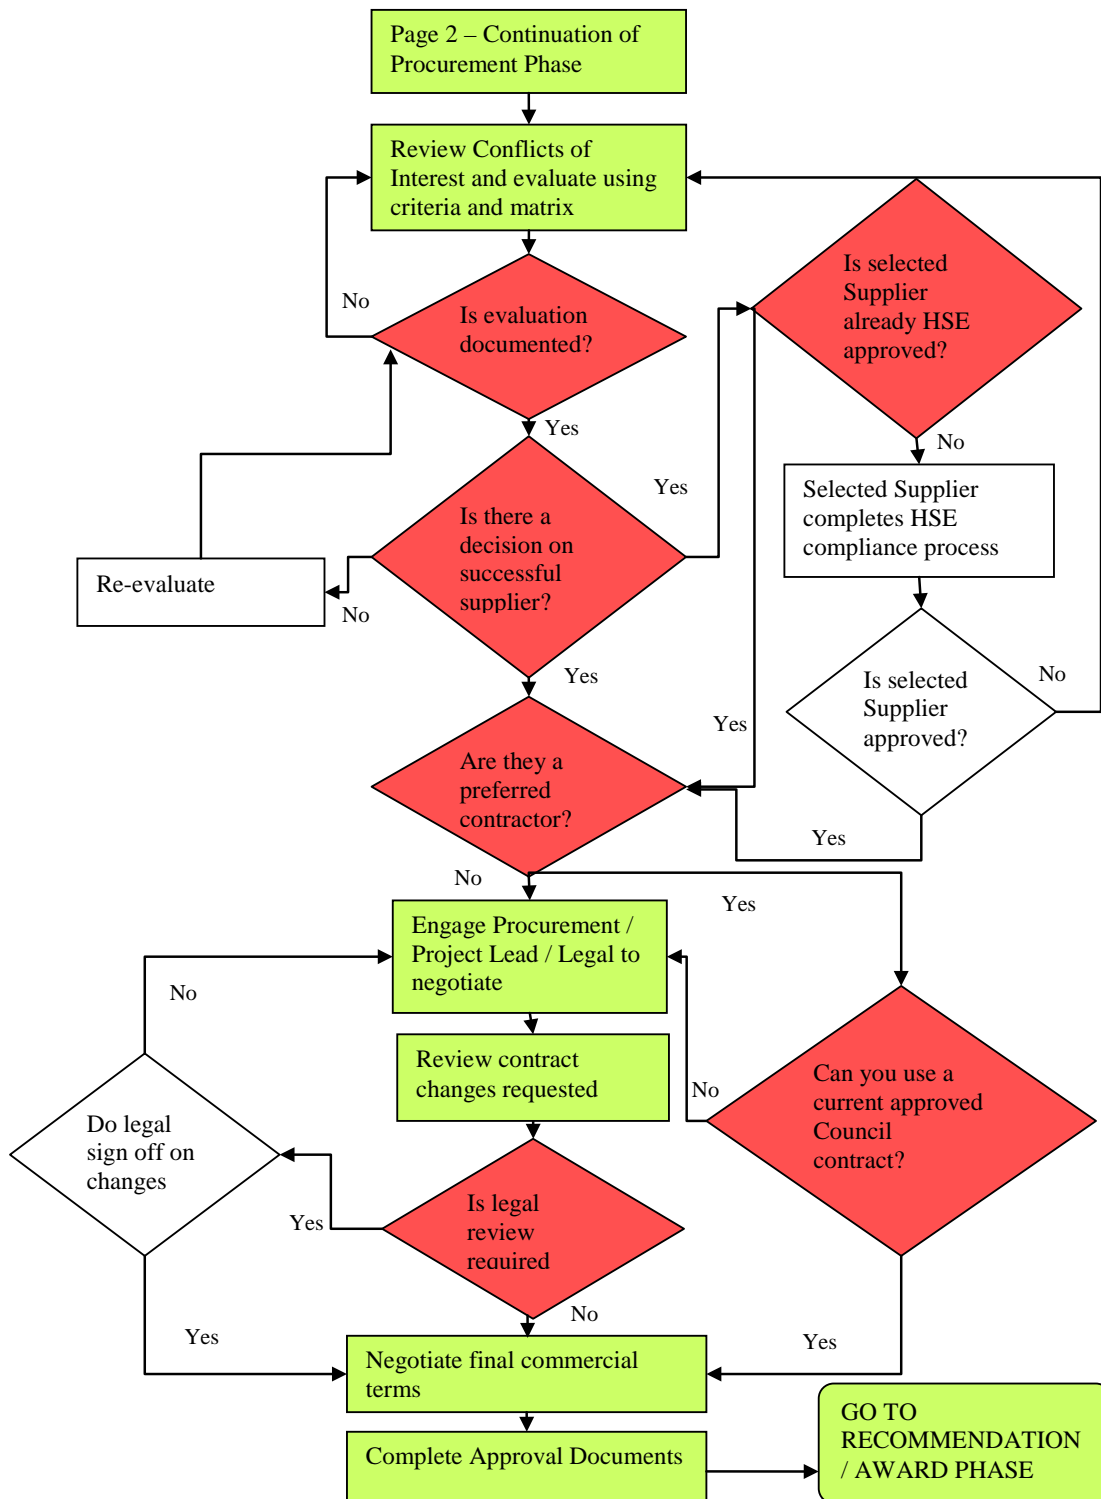 Page 2 – Continuation of
Procurement Phase
Review Conflicts of
Interest and evaluate using
criteria and matrix
Is selected
Supplier
already HSE
approved?
No
Is evaluation
documented?
Yes
No
Yes
Selected Supplier
completes HSE
compliance process
Is there a
decision on
successful
supplier?
Re-evaluate
No
Yes
No
Is selected
Supplier
approved?
Yes
Are they a
preferred
contractor?
Yes
No
Yes
Engage Procurement /
Project Lead / Legal to
negotiate
No
Review contract
changes requested
No
Can you use a
current approved
Council
contract?
Do legal
sign off on
changes
Is legal
review
required
Yes
No
Yes
Yes
Negotiate final commercial
terms
GO TO
RECOMMENDATION
/ AWARD PHASE
Complete Approval Documents